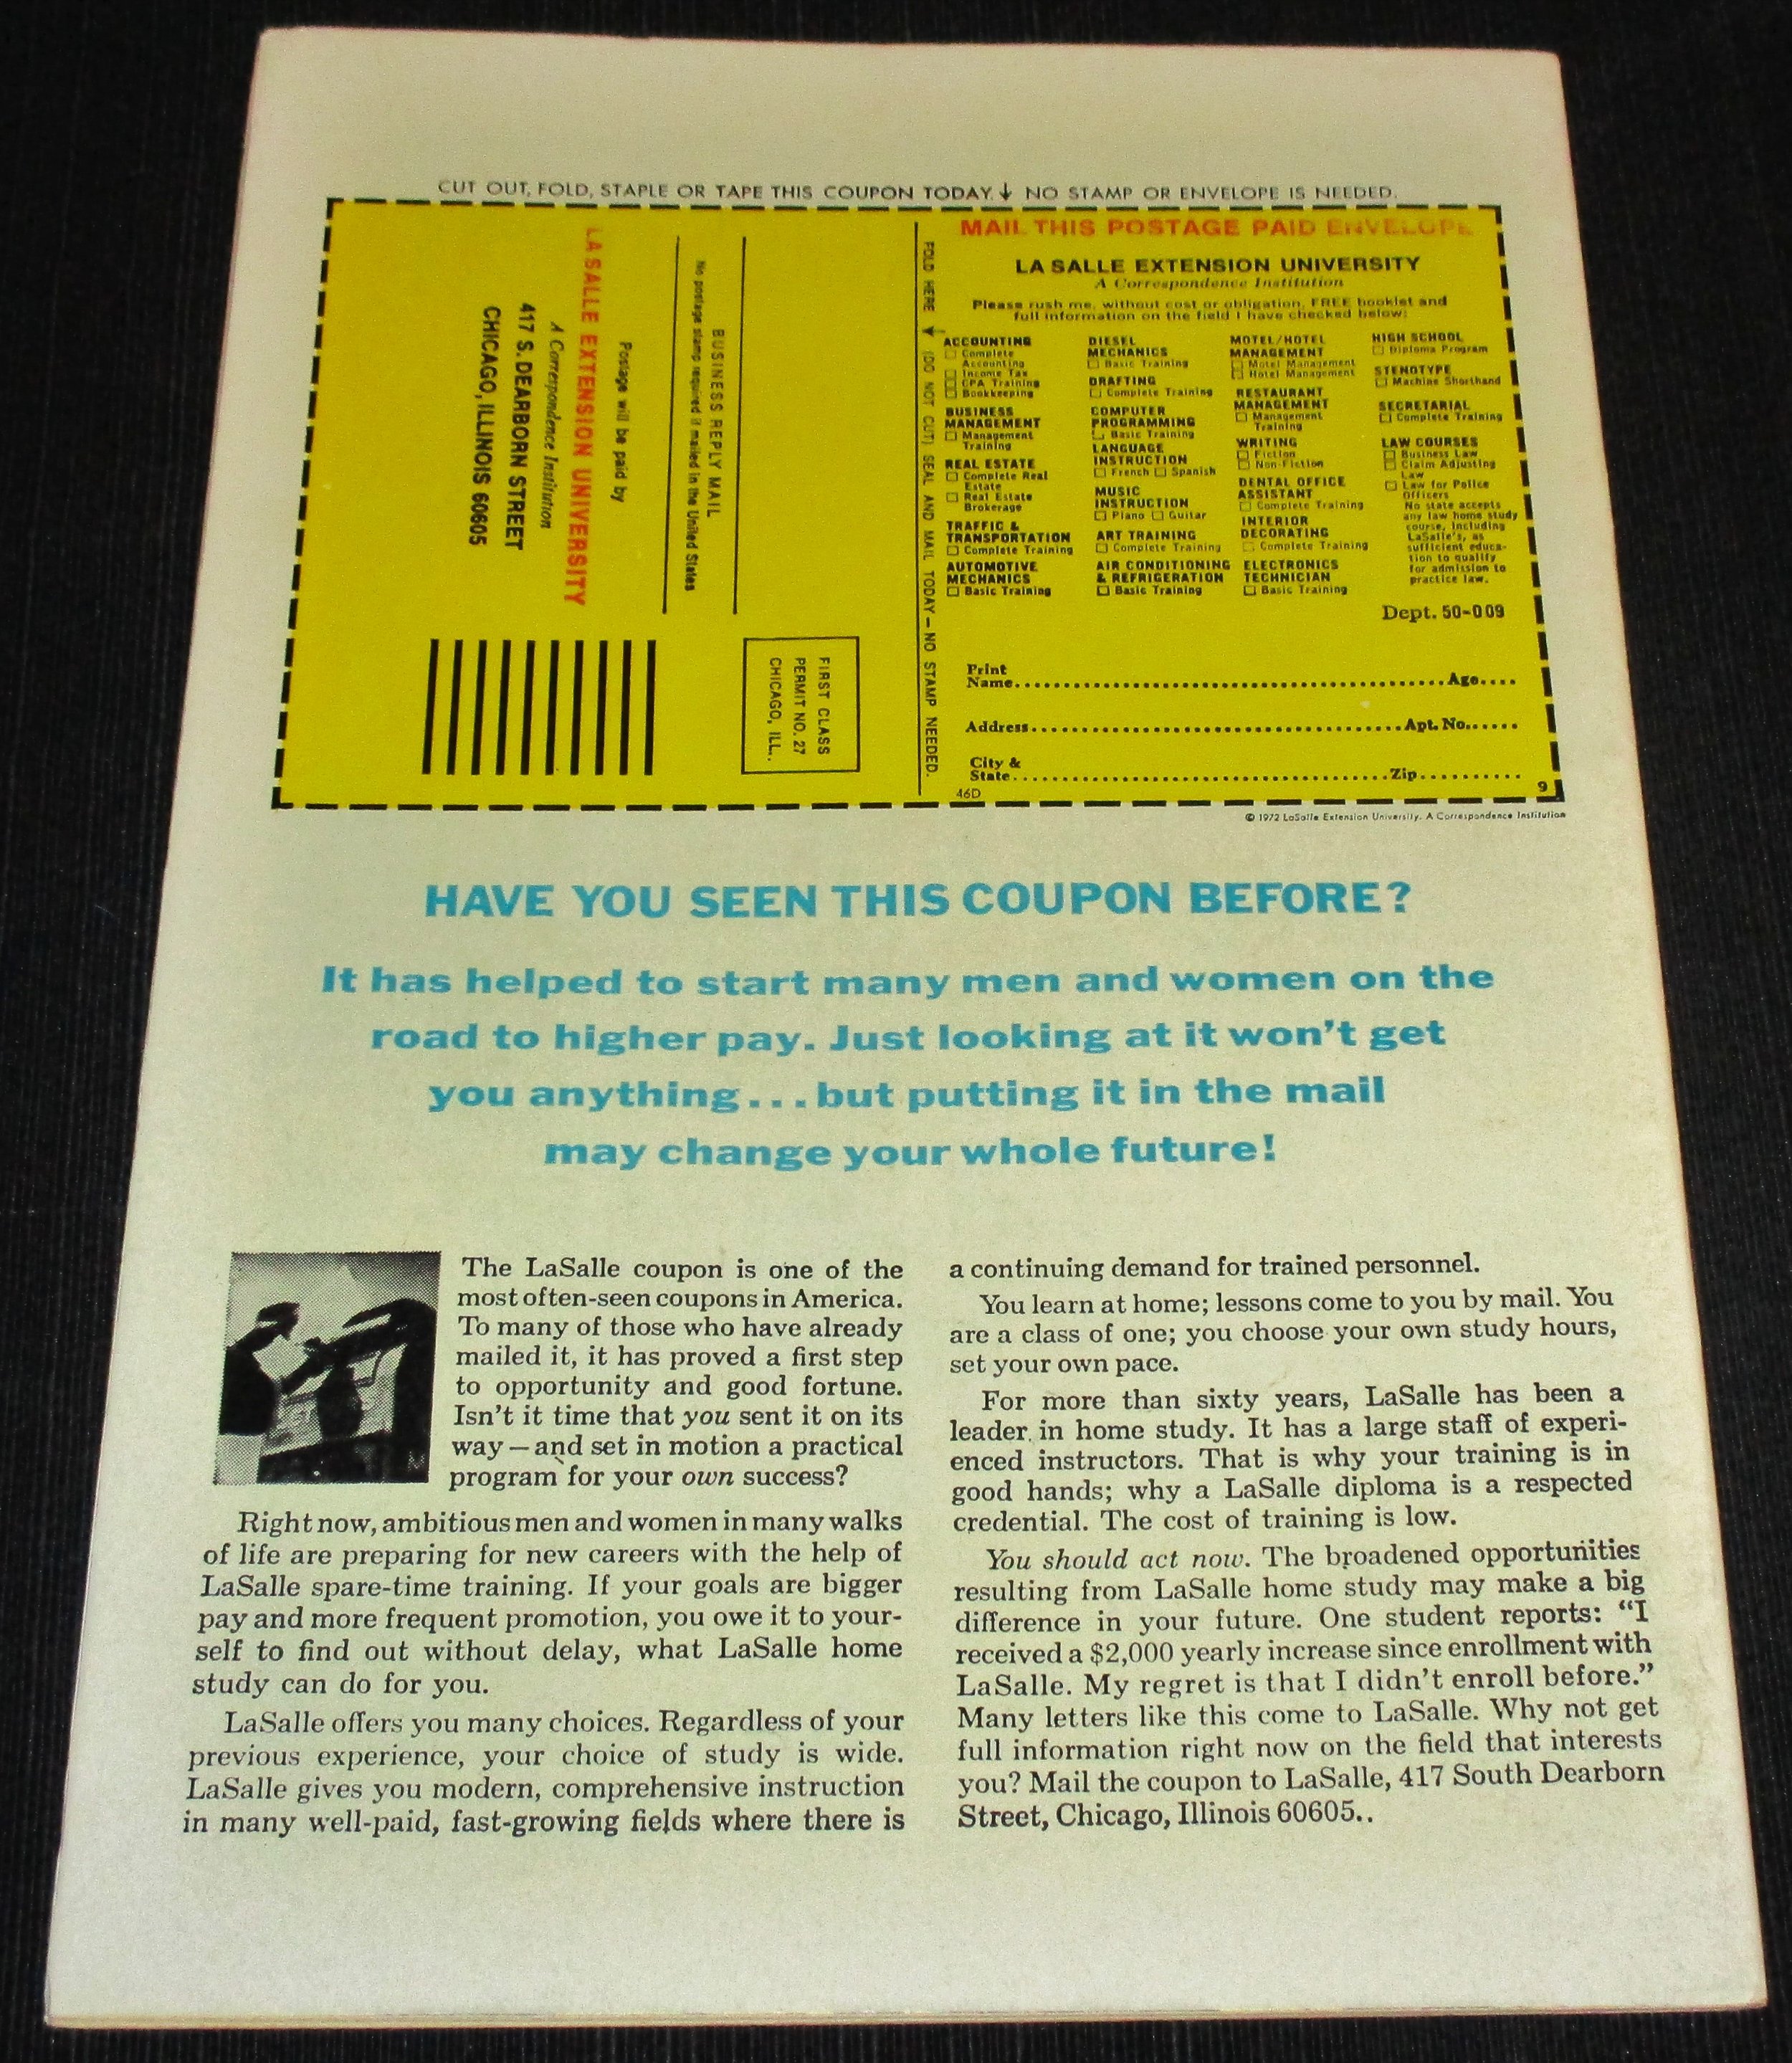 CUT OUT, FOLD, STAPLE OR TAPE THIS COUPON TODAY. ↓ NO STAMP OR ENVELOPE IS NEEDED.
BUSINESS REPLY MAIL
No postage stamp required if mailed in the United States
Postage will be paid by
LA SALLE EXTENSION UNIVERSITY
A Correspondence Institution
417 S. DEARBORN STREET
CHICAGO, ILLINOIS 60605
FIRST CLASS
PERMIT NO. 27
CHICAGO, ILL..
FOLD HERE ↓ (DO NOT CUT) SEAL AND MAIL TODAY – NO STAMP NEEDED.
MAIL THIS POSTAGE PAID ENVELOPE
LA SALLE EXTENSION UNIVERSITY
A Correspondence Institution
Please rush me, without cost or obligation, FREE booklet and
full information on the field I have checked below:
ACCOUNTING
☐ Complete
Accounting
☐ Income Tax
☐ CPA Training
☐ Bookkeeping
BUSINESS
MANAGEMENT
☐ Management
Training
REAL ESTATE
☐ Complete Real
Estate
☐ Real Estate
Brokerage
TRAFFIC &
TRANSPORTATION
☐ Complete Training
AUTOMOTIVE
MECHANICS
☐ Basic Training
DIESEL
MECHANICS
☐ Basic Training
DRAFTING
☐ Complete Training
COMPUTER
PROGRAMMING
☐ Basic Training
LANGUAGE
INSTRUCTION
☐ French ☐ Spanish
MUSIC
INSTRUCTION
☐ Piano ☐ Guitar
ART TRAINING
☐ Complete Training
AIR CONDITIONING
& REFRIGERATION
☐ Basic Training
MOTEL/HOTEL
MANAGEMENT
☐ Motel Management
☐ Hotel Management
RESTAURANT
MANAGEMENT
☐ Management
Training
WRITING
☐ Fiction
☐ Non-Fiction
DENTAL OFFICE
ASSISTANT
☐ Complete Training
INTERIOR
DECORATING
☐ Complete Training
ELECTRONICS
TECHNICIAN
☐ Basic Training
HIGH SCHOOL
☐ Diploma Program
STENOTYPE
☐ Machine Shorthand
SECRETARIAL
☐ Complete Training
LAW COURSES
☐ Business Law
☐ Claim Adjusting
Law
☐ Law for Police
Officers
No state accepts
any law home study
course, including
LaSalle's, as
sufficient educa-
tion to qualify
for admission to
practice law.
Dept. 50-009
Print
Name.............Age....
Address.............Apt. No......
City &
State.............Zip..........
46D
9
© 1972 LaSalle Extension University. A Correspondence Institution
HAVE YOU SEEN THIS COUPON BEFORE?
It has helped to start many men and women on the
road to higher pay. Just looking at it won't get
you anything...but putting it in the mail
may change your whole future!
The LaSalle coupon is one of the
most often-seen coupons in America.
To many of those who have already
mailed it, it has proved a first step
to opportunity and good fortune.
Isn't it time that you sent it on its
way—and set in motion a practical
program for your own success?
Right now, ambitious men and women in many walks
of life are preparing for new careers with the help of
LaSalle spare-time training. If your goals are bigger
pay and more frequent promotion, you owe it to your-
self to find out without delay, what LaSalle home
study can do for you.
LaSalle offers you many choices. Regardless of your
previous experience, your choice of study is wide.
LaSalle gives you modern, comprehensive instruction
in many well-paid, fast-growing fields where there is
a continuing demand for trained personnel.
You learn at home; lessons come to you by mail. You
are a class of one; you choose your own study hours,
set your own pace.
For more than sixty years, LaSalle has been a
leader in home study. It has a large staff of experi-
enced instructors. That is why your training is in
good hands; why a LaSalle diploma is a respected
credential. The cost of training is low.
You should act now. The broadened opportunities
resulting from LaSalle home study may make a big
difference in your future. One student reports: “I
received a $2,000 yearly increase since enrollment with
LaSalle. My regret is that I didn't enroll before.”
Many letters like this come to LaSalle. Why not get
full information right now on the field that interests
you? Mail the coupon to LaSalle, 417 South Dearborn
Street, Chicago, Illinois 60605..